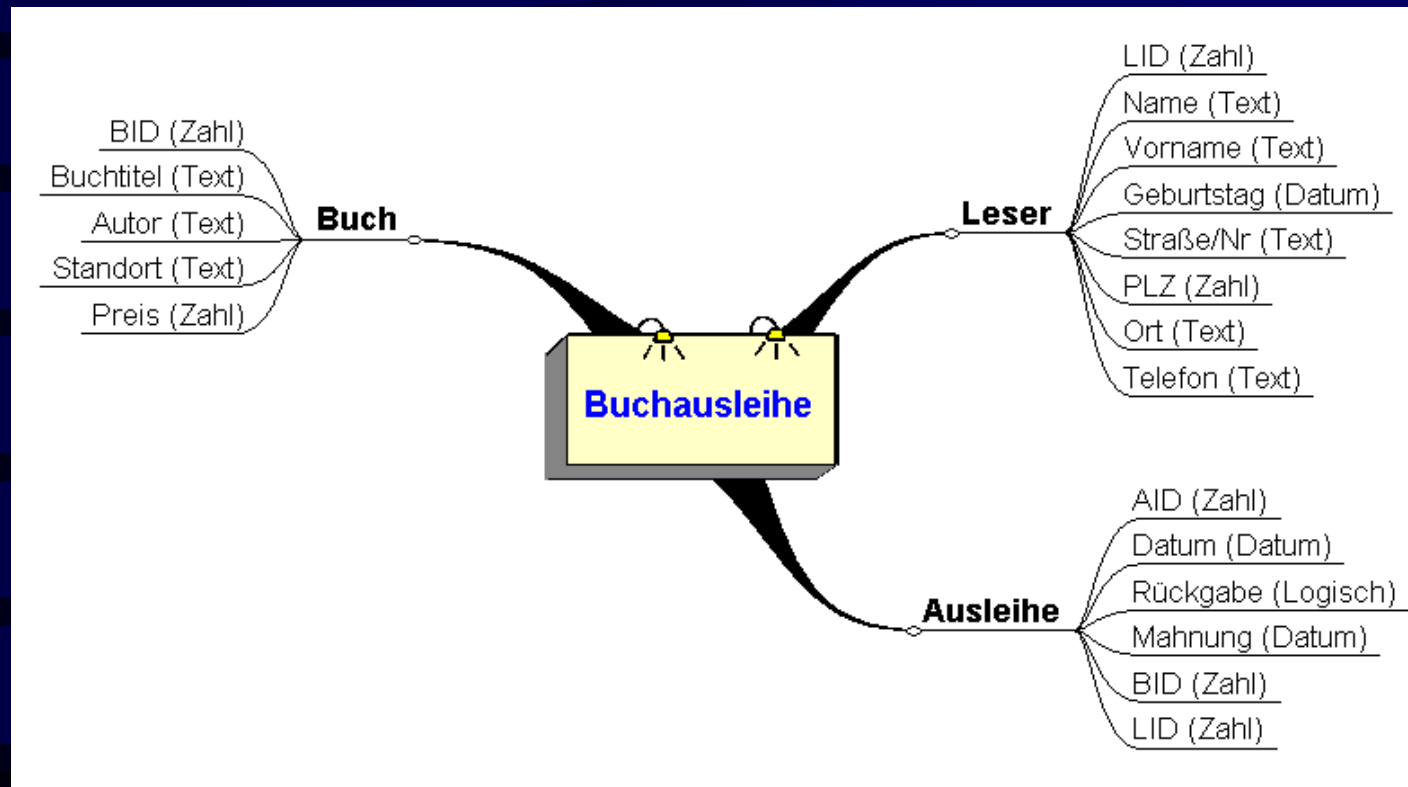 Buchausleihe
Buch
BID (Zahl)
Buchtitel (Text)
Autor (Text)
Standort (Text)
Preis (Zahl)
Leser
LID (Zahl)
Name (Text)
Vorname (Text)
Geburtstag (Datum)
Straße/Nr (Text)
PLZ (Zahl)
Ort (Text)
Telefon (Text)
Ausleihe
AID (Zahl)
Datum (Datum)
Rückgabe (Logisch)
Mahnung (Datum)
BID (Zahl)
LID (Zahl)